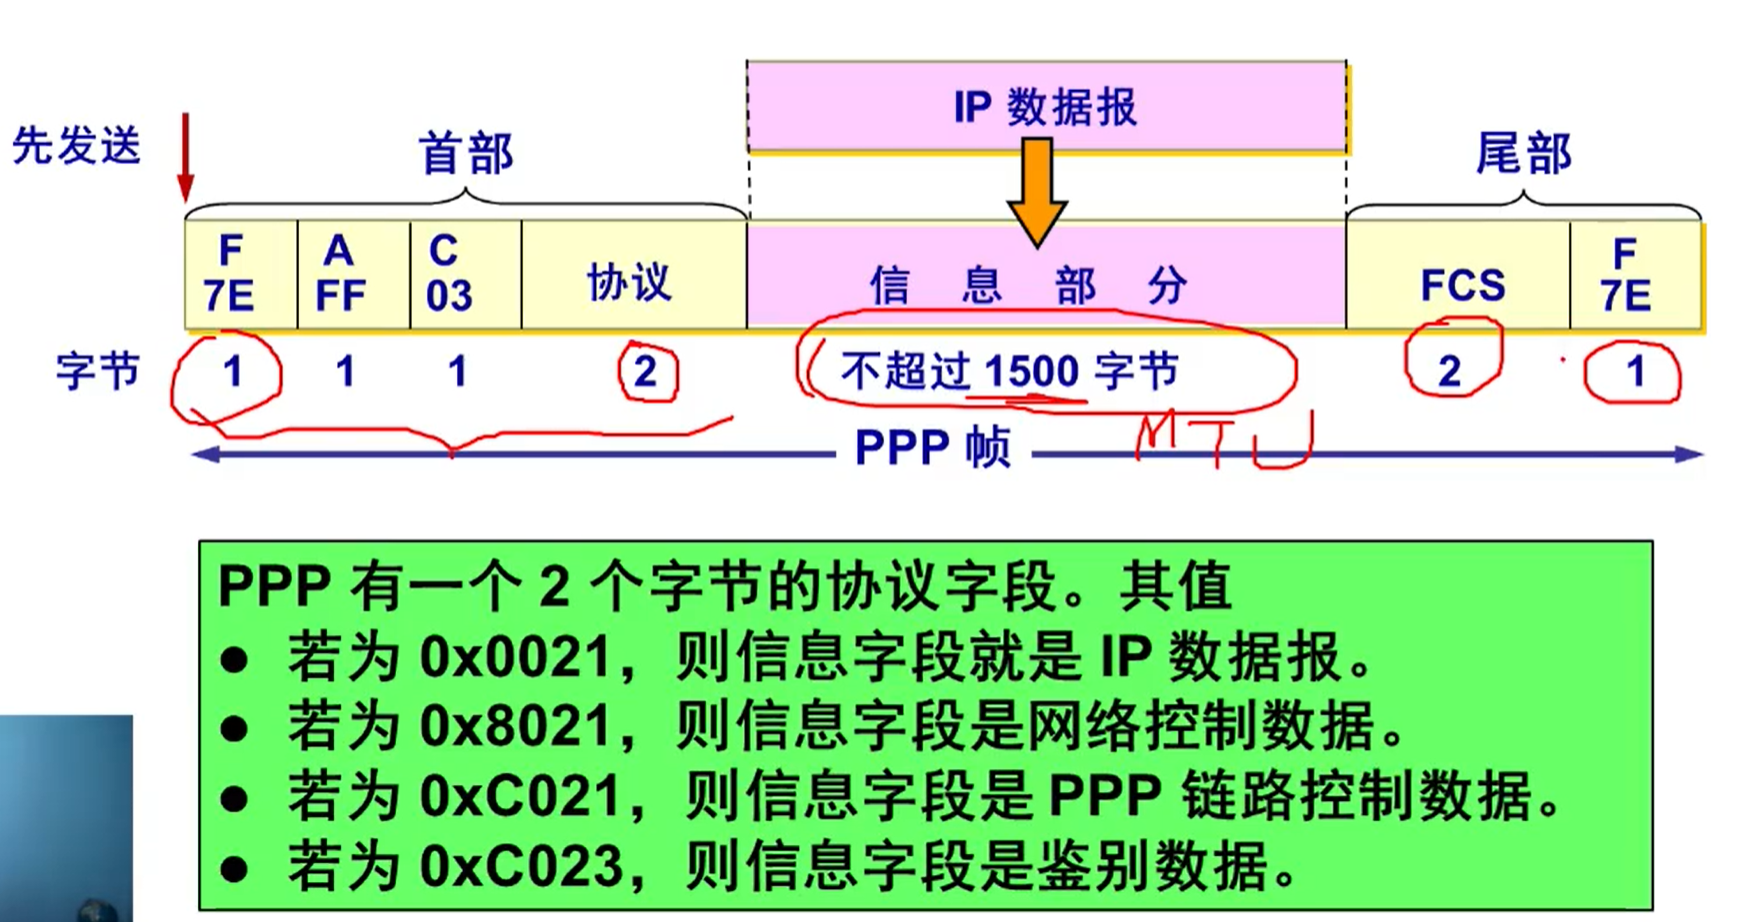 IP 数据报
先发送
首部
尾部
F
7E
A
FF
C
03
协议
信 息 部 分
FCS
F
7E
字节
1
1
1
2
不超过 1500 字节
2
1
MTU
PPP 帧
PPP 有一个 2 个字节的协议字段。其值
● 若为 0x0021，则信息字段就是 IP 数据报。
● 若为 0x8021，则信息字段是网络控制数据。
● 若为 0xC021，则信息字段是 PPP 链路控制数据。
● 若为 0xC023，则信息字段是鉴别数据。